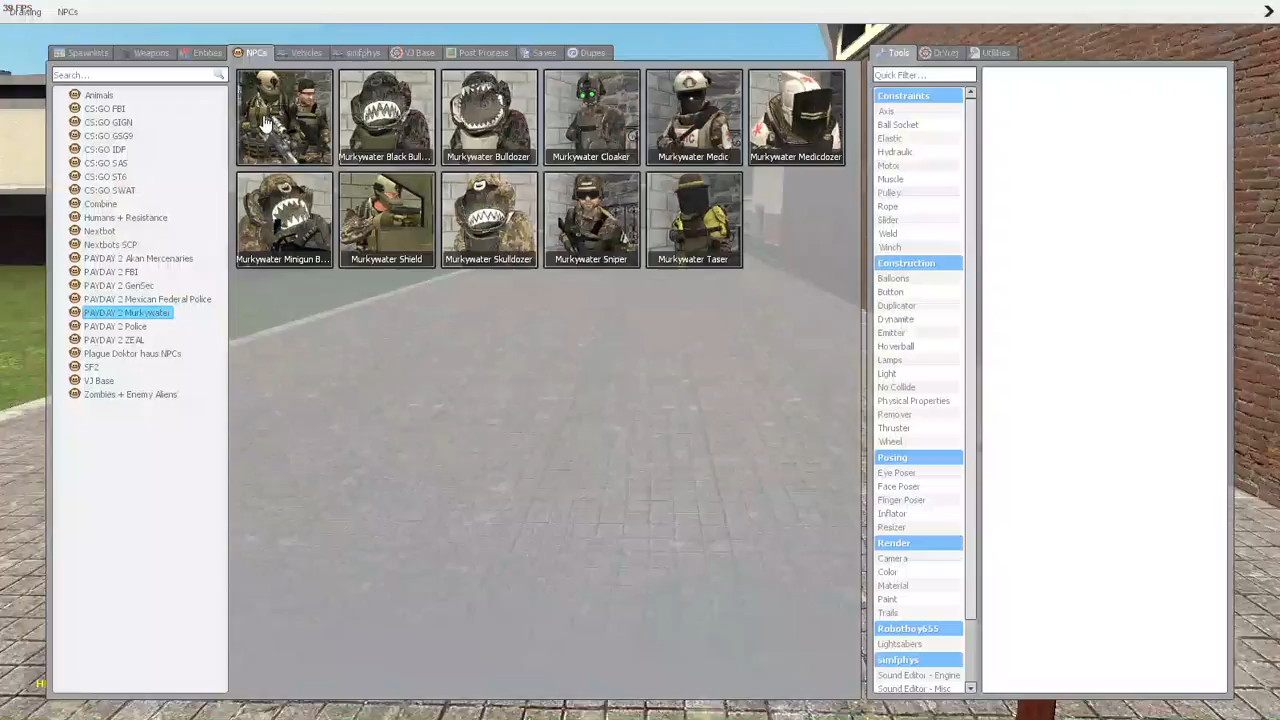 39 FPS
Drawing NPCs
Spawnlists Weapons Entities NPCs Vehicles simfphys VJ Base Post Process Saves Dupes
Search...
Animals
CS:GO FBI
CS:GO GIGN
CS:GO GSG9
CS:GO IDF
CS:GO SAS
CS:GO ST6
CS:GO SWAT
Combine
Humans + Resistance
Nextbot
Nextbots SCP
PAYDAY 2 Akan Mercenaries
PAYDAY 2 FBI
PAYDAY 2 GenSec
PAYDAY 2 Mexican Federal Police
PAYDAY 2 Murkywater
PAYDAY 2 Police
PAYDAY 2 ZEAL
Plague Doktor haus NPCs
SF2
VJ Base
Zombies + Enemy Aliens
Murkywater Black Bull... Murkywater Bulldozer Murkywater Cloaker Murkywater Medic Murkywater Medicdozer
Murkywater Minigun B... Murkywater Shield Murkywater Skulldozer Murkywater Sniper Murkywater Taser
Tools Utilities
Quick Filter...
Constraints
Axis
Ball Socket
Elastic
Hydraulic
Motor
Muscle
Pulley
Rope
Slider
Weld
Winch
Construction
Balloons
Button
Duplicator
Dynamite
Emitter
Hoverball
Lamps
Light
No Collide
Physical Properties
Remover
Thruster
Wheel
Posing
Eye Poser
Face Poser
Finger Poser
Inflator
Resizer
Render
Camera
Color
Material
Paint
Trails
Robotboy655
Lightsabers
simfphys
Sound Editor - Engine
Sound Editor - Misc
H